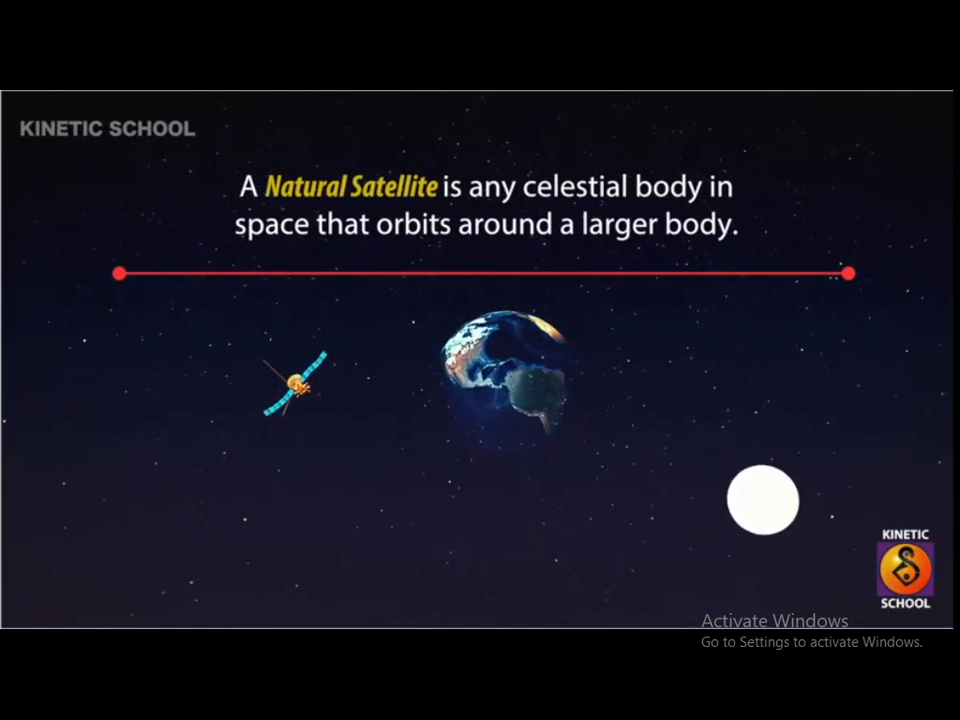 KINETIC SCHOOL
A Natural Satellite is any celestial body in
space that orbits around a larger body.
KINETIC
SCHOOL
Activate Windows
Go to Settings to activate Windows.